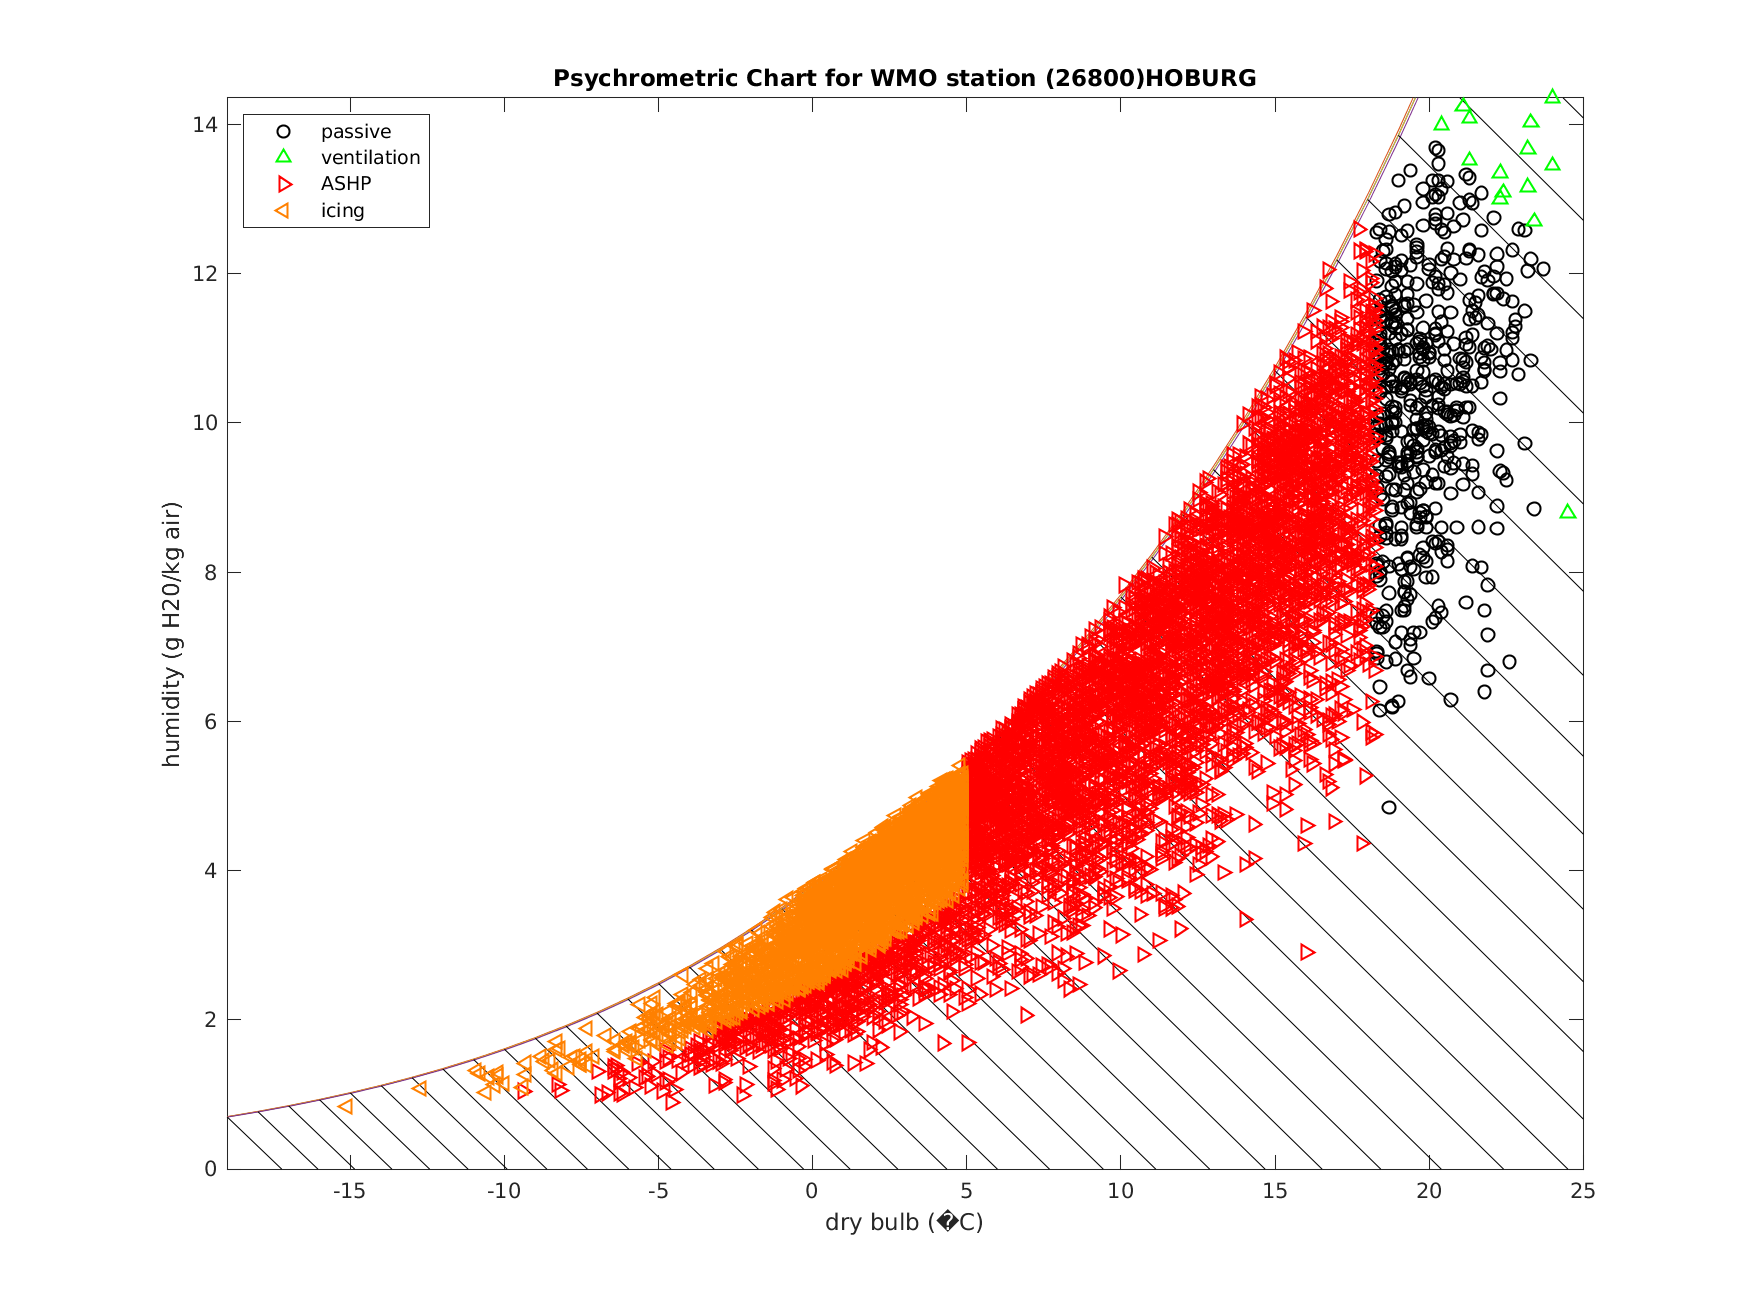 Psychrometric Chart for WMO station (26800)HOBURG
passive
ventilation
ASHP
icing
14
12
10
8
6
4
2
0
humidity (g H20/kg air)
-15 -10 -5 0 5 10 15 20 25
dry bulb (�C)